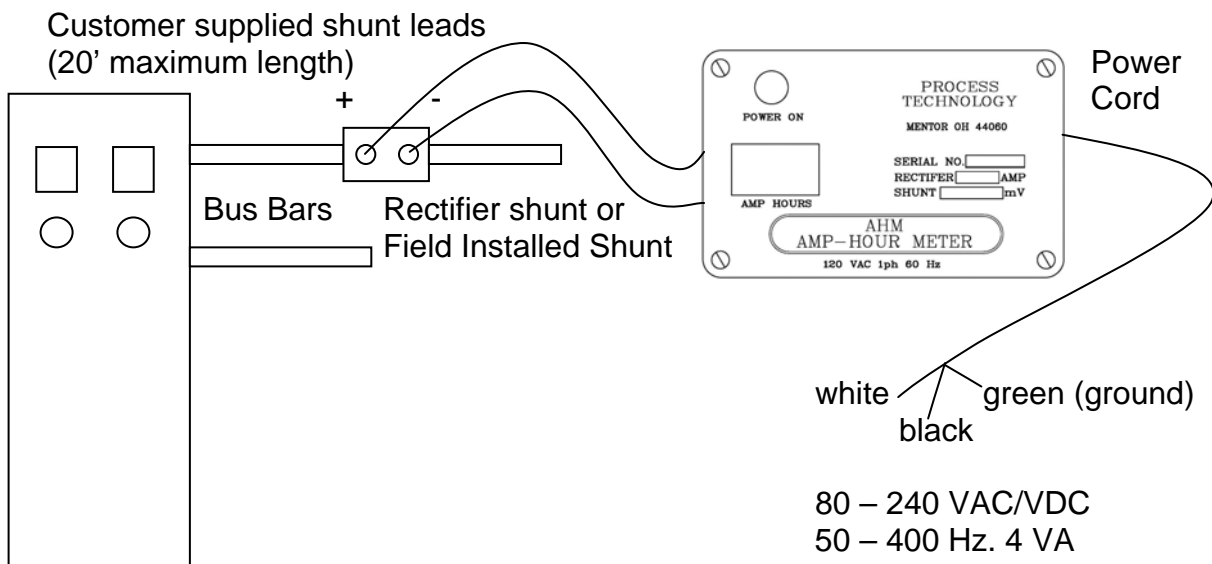 Customer supplied shunt leads
(20’ maximum length)
+ -
Bus Bars
Rectifier shunt or
Field Installed Shunt
POWER ON
PROCESS
TECHNOLOGY
MENTOR OH 44060
SERIAL NO.
RECTIFER AMP
SHUNT mV
AMP HOURS
AHM
AMP-HOUR METER
120 VAC 1ph 60 Hz
Power
Cord
white
black
green (ground)
80 – 240 VAC/VDC
50 – 400 Hz. 4 VA